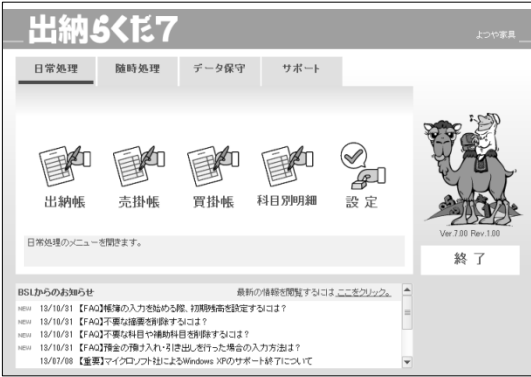 出納らくだ7
よつや家具
日常処理 随時処理 データ保守 サポート
出納帳 売掛帳 買掛帳 科目別明細 設定
日常処理のメニューを開きます。
Ver.7.00 Rev.1.00
終了
BSLからのお知らせ 最新の情報を閲覧するにはここをクリック。
NEW 13/10/31 【FAQ】帳簿の入力を始める際、初期残高を設定するには？
NEW 13/10/31 【FAQ】不要な摘要を削除するには？
NEW 13/10/31 【FAQ】不要な科目や補助科目を削除するには？
NEW 13/10/31 【FAQ】預金の預け入れ・引き出しを行った場合の入力方法は？
13/07/08 【重要】マイクロソフト社によるWindows XPのサポート終了について